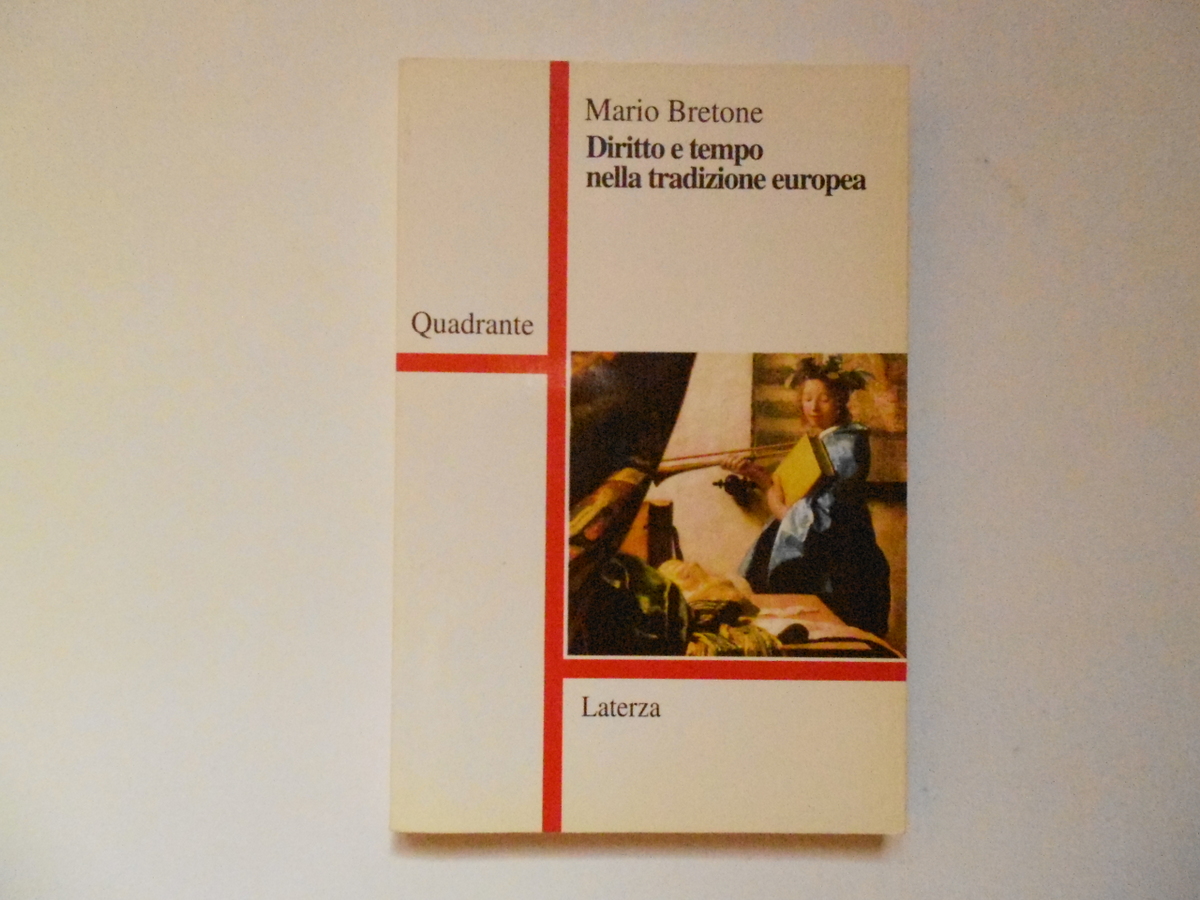 Mario Bretone
Diritto e tempo
nella tradizione europea
Quadrante
Laterza